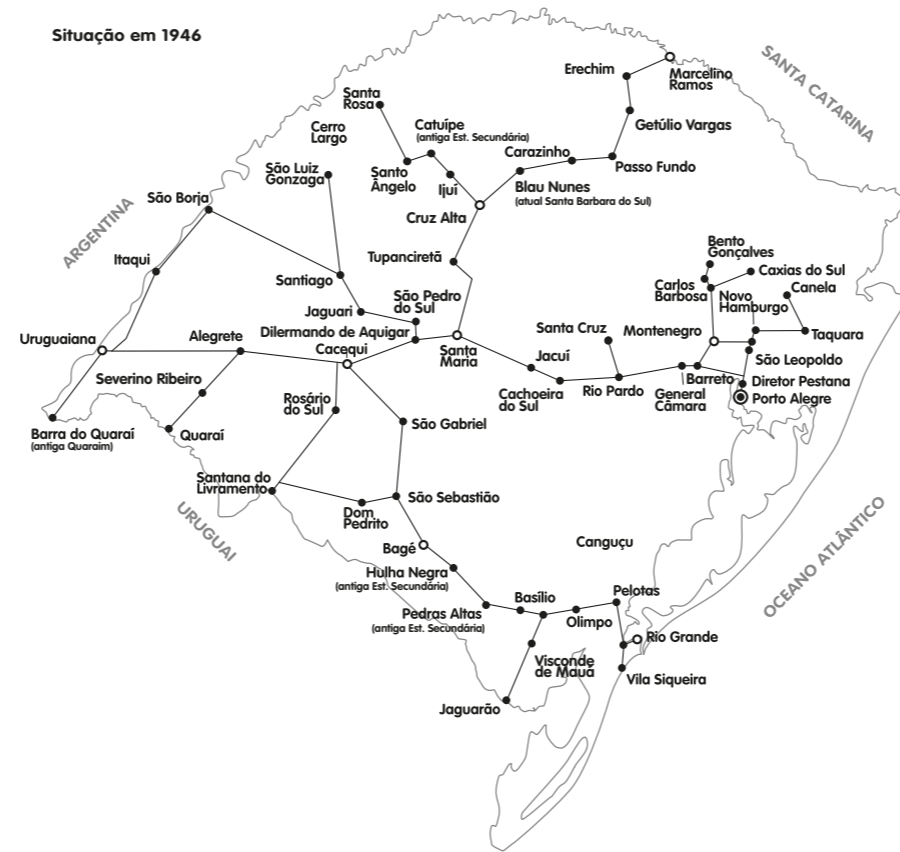 Situação em 1946
SANTA CATARINA
Erechim
Marcelino
Ramos
Santa
Rosa
Cerro
Largo
Catuípe
(antiga Est. Secundária)
Getúlio Vargas
Carazinho
Passo Fundo
São Luiz
Gonzaga
Santo
Ângelo
Ijuí
Blau Nunes
(atual Santa Barbara do Sul)
São Borja
Cruz Alta
ARGENTINA
Itaqui
Tupanciretã
Bento
Gonçalves
Caxias do Sul
Canela
Santiago
Carlos
Barbosa
Novo
Hamburgo
Jaguari
São Pedro
do Sul
Dilermando de Aquigar
Uruguaiana
Alegrete
Cacequi
Santa
Maria
Santa Cruz
Montenegro
Taquara
São Leopoldo
Jacuí
Severino Ribeiro
Rosário
do Sul
Cachoeira
do Sul
Rio Pardo
General
Câmara
Barreto
Diretor Pestana
Porto Alegre
Barra do Quaraí
(antiga Quaraim)
Quaraí
São Gabriel
Santana do
Livramento
São Sebastião
Dom
Pedrito
URUGUAI
Bagé
Canguçu
OCEANO ATLÂNTICO
Hulha Negra
(antiga Est. Secundária)
Pedras Altas
(antiga Est. Secundária)
Basílio
Pelotas
Olimpo
Rio Grande
Visconde
de Mauá
Vila Siqueira
Jaguarão